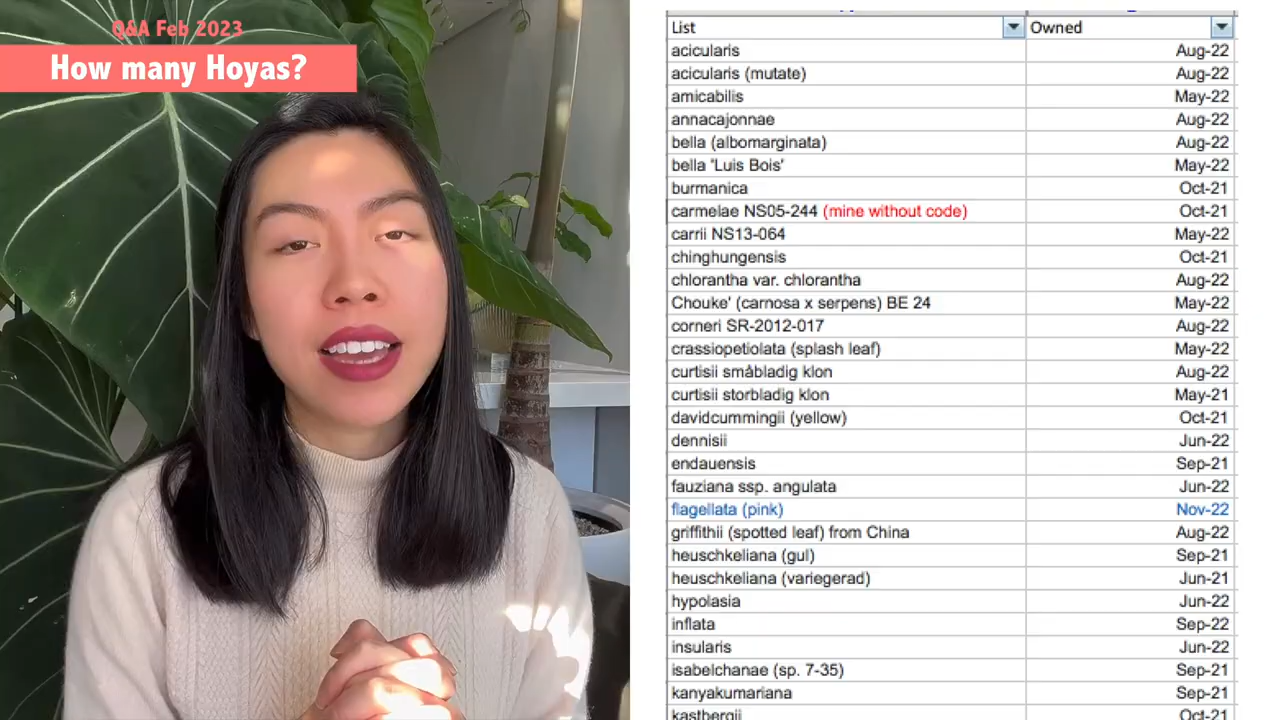 Q&A Feb 2023
How many Hoyas?
List Owned
acicularis Aug-22
acicularis (mutate) Aug-22
amicabilis May-22
annacajonnae Aug-22
bella (albomarginata) Aug-22
bella 'Luis Bois' May-22
burmanica Oct-21
carmelae NS05-244 (mine without code) Oct-21
carrii NS13-064 May-22
chinghungensis Oct-21
chlorantha var. chlorantha Aug-22
Chouke' (carnosa x serpens) BE 24 May-22
corneri SR-2012-017 Aug-22
crassiopetiolata (splash leaf) May-22
curtisii småbladig klon Aug-22
curtisii storbladig klon May-21
davidcummingii (yellow) Oct-21
dennisii Jun-22
endauensis Sep-21
fauziana ssp. angulata Jun-22
flagellata (pink) Nov-22
griffithii (spotted leaf) from China Aug-22
heuschkeliana (gul) Sep-21
heuschkeliana (variegerad) Jun-21
hypolasia Jun-22
inflata Sep-22
insularis Jun-22
isabelchanae (sp. 7-35) Sep-21
kanyakumariana Sep-21
kastbergii Oct-21